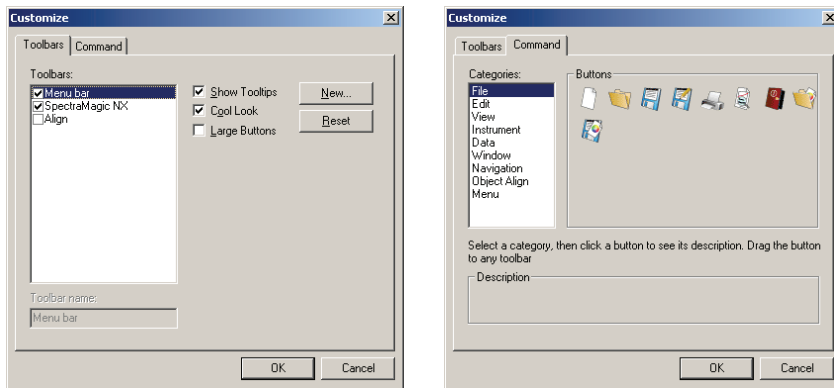 Customize
Toolbars
Command
Toolbars:
Menu bar
SpectraMagic NX
Align
Show Tooltips
Cool Look
Large Buttons
New...
Reset
Toolbar name:
Menu bar
OK
Cancel
Customize
Toolbars
Command
Categories:
File
Edit
View
Instrument
Data
Window
Navigation
Object Align
Menu
Buttons
Select a category, then click a button to see its description. Drag the button
to any toolbar
Description
OK
Cancel